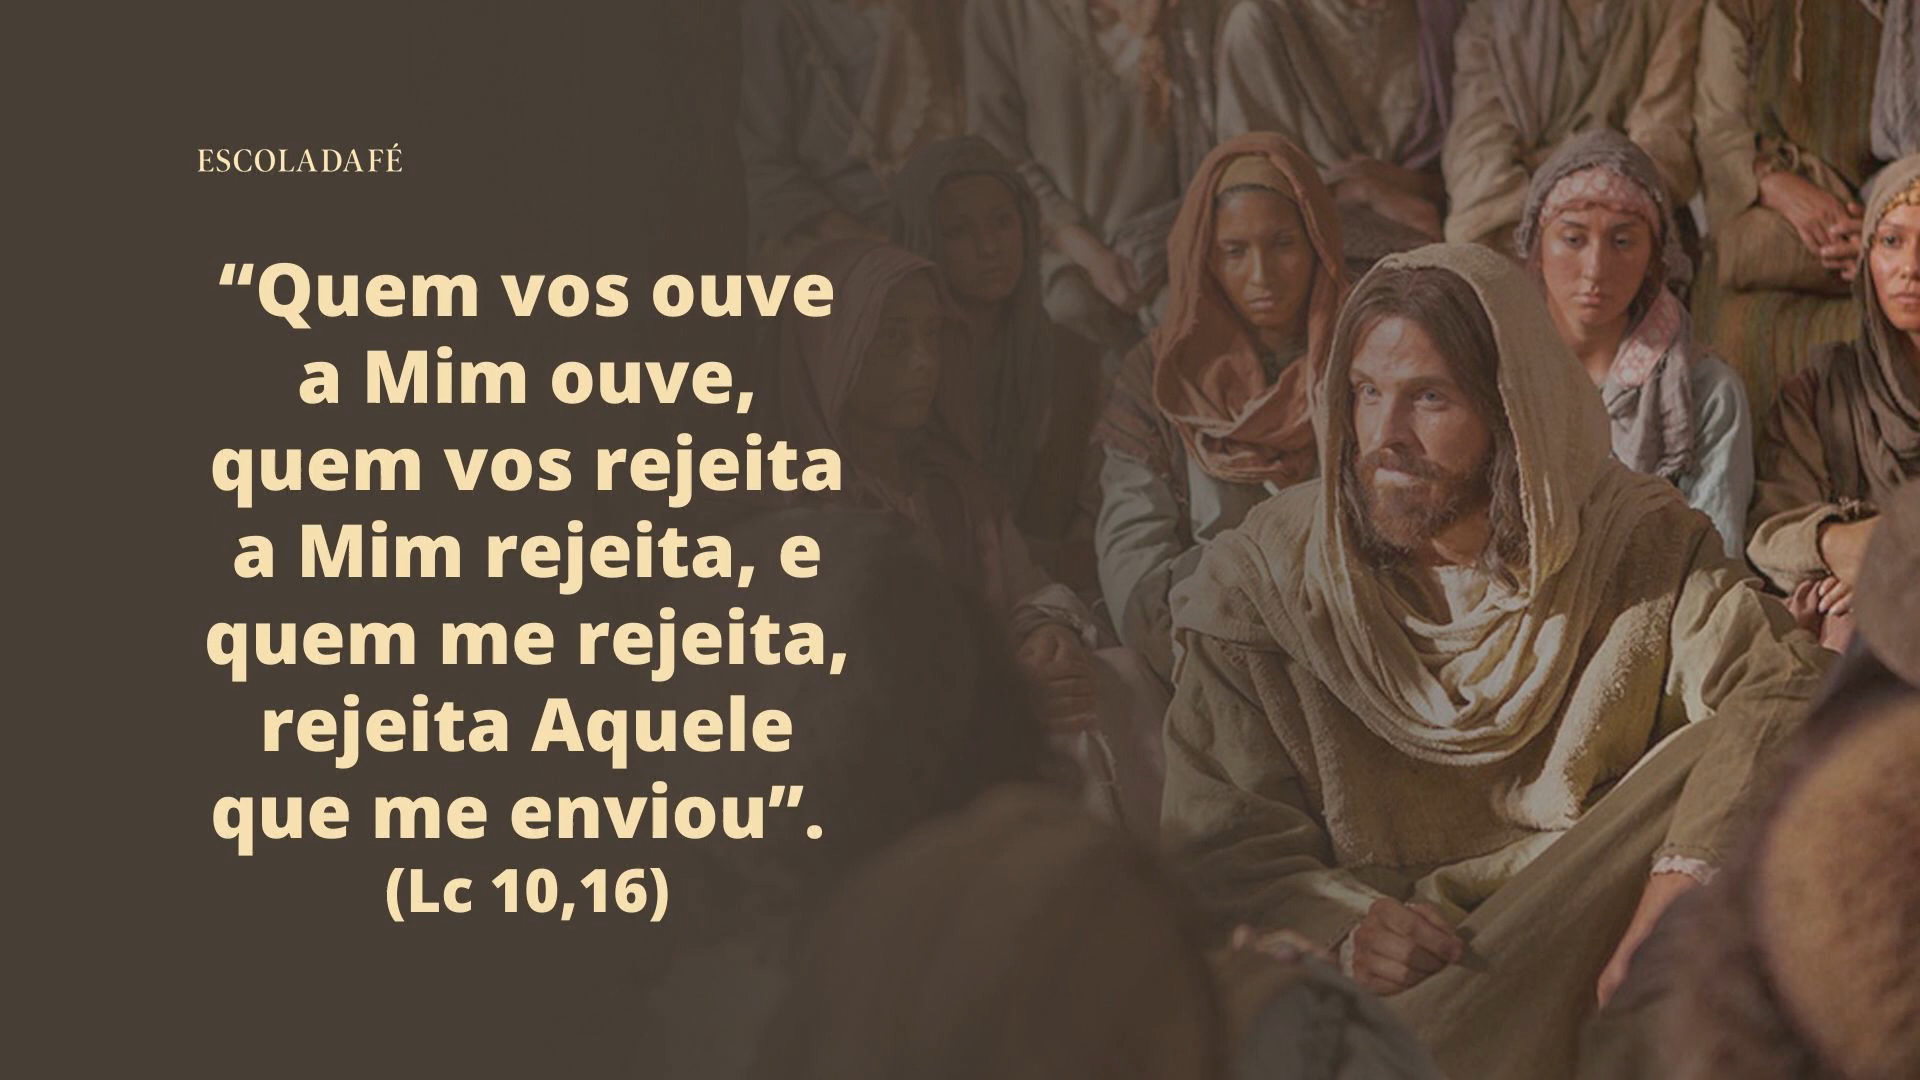 ESCOLADAFÉ
“Quem vos ouve
a Mim ouve,
quem vos rejeita
a Mim rejeita, e
quem me rejeita,
rejeita Aquele
que me enviou”.
(Lc 10,16)